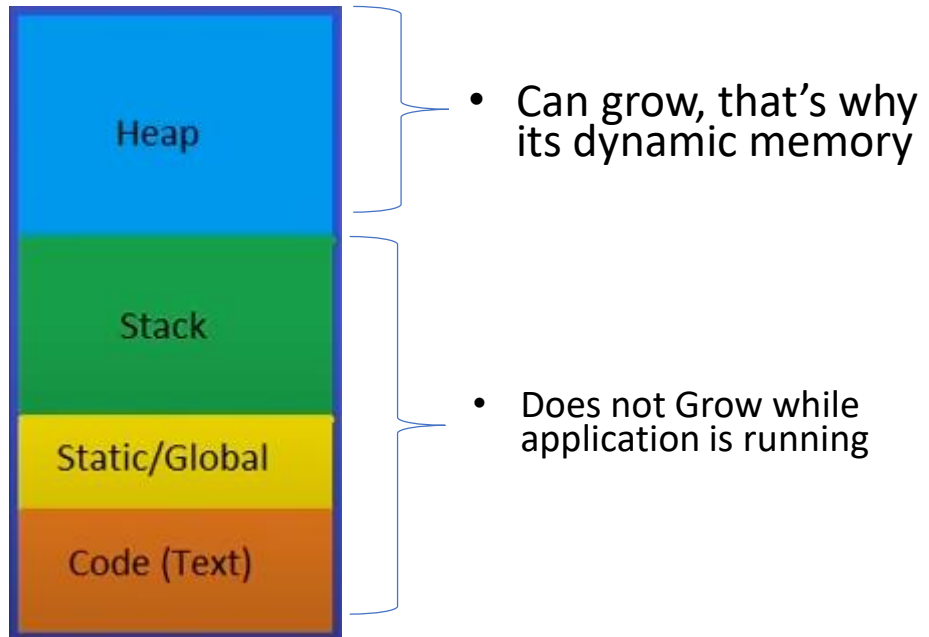 Heap
• Can grow, that’s why
its dynamic memory
Stack
• Does not Grow while
application is running
Static/Global
Code (Text)